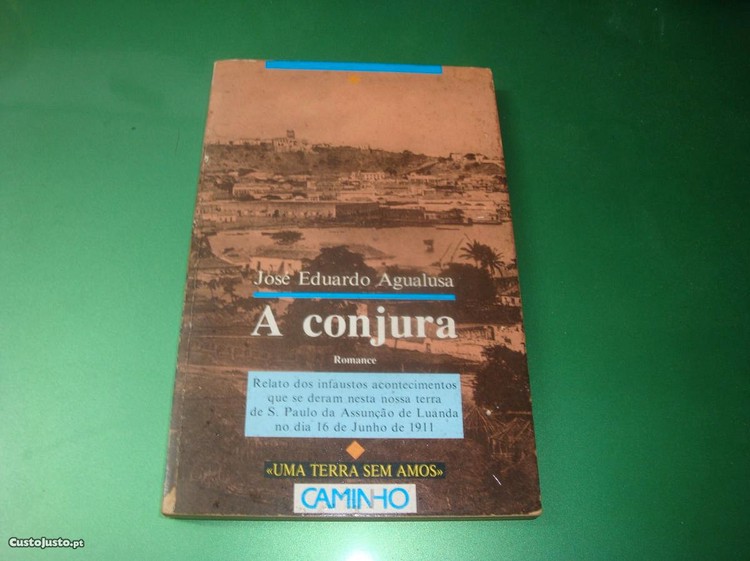 José Eduardo Agualusa
A conjura
Romance
Relato dos infaustos acontecimentos
que se deram nesta nossa terra
de S. Paulo da Assunção de Luanda
no dia 16 de Junho de 1911
«UMA TERRA SEM AMOS»
CAMINHO
CustoJusto.pt